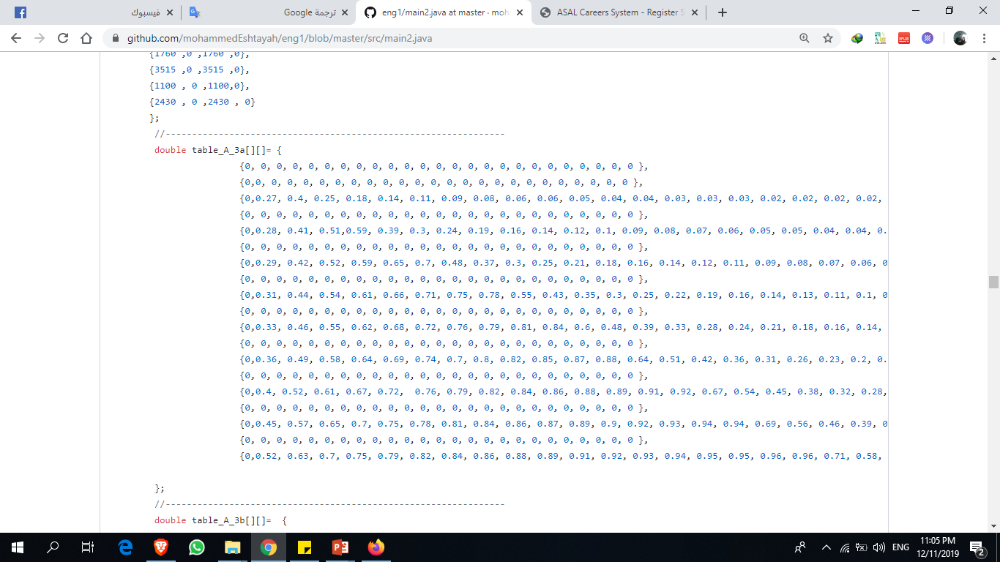 فيسبوك
ترجمة Google
eng1/main2.java at master · moh
ASAL Careers System - Register S
github.com/mohammedEshtayah/eng1/blob/master/src/main2.java
{1760 ,0 ,1760 ,0},
{3515 ,0 ,3515 ,0},
{1100 , 0 ,1100,0},
{2430 , 0 ,2430 , 0}
};
//----------------------------------------------------------------
double table_A_3a[][]= {
{0, 0, 0, 0, 0, 0, 0, 0, 0, 0, 0, 0, 0, 0, 0, 0, 0, 0, 0, 0, 0, 0, 0, 0, 0 },
{0,0, 0, 0, 0, 0, 0, 0, 0, 0, 0, 0, 0, 0, 0, 0, 0, 0, 0, 0, 0, 0, 0, 0, 0 },
{0,0.27, 0.4, 0.25, 0.18, 0.14, 0.11, 0.09, 0.08, 0.06, 0.06, 0.05, 0.04, 0.04, 0.03, 0.03, 0.03, 0.02, 0.02, 0.02, 0.02,
{0, 0, 0, 0, 0, 0, 0, 0, 0, 0, 0, 0, 0, 0, 0, 0, 0, 0, 0, 0, 0, 0, 0, 0, 0 },
{0,0.28, 0.41, 0.51,0.59, 0.39, 0.3, 0.24, 0.19, 0.16, 0.14, 0.12, 0.1, 0.09, 0.08, 0.07, 0.06, 0.05, 0.05, 0.04, 0.04, 0.
{0, 0, 0, 0, 0, 0, 0, 0, 0, 0, 0, 0, 0, 0, 0, 0, 0, 0, 0, 0, 0, 0, 0, 0, 0 },
{0,0.29, 0.42, 0.52, 0.59, 0.65, 0.7, 0.48, 0.37, 0.3, 0.25, 0.21, 0.18, 0.16, 0.14, 0.12, 0.11, 0.09, 0.08, 0.07, 0.06, 0
{0, 0, 0, 0, 0, 0, 0, 0, 0, 0, 0, 0, 0, 0, 0, 0, 0, 0, 0, 0, 0, 0, 0, 0, 0 },
{0,0.31, 0.44, 0.54, 0.61, 0.66, 0.71, 0.75, 0.78, 0.55, 0.43, 0.35, 0.3, 0.25, 0.22, 0.19, 0.16, 0.14, 0.13, 0.11, 0.1, 0
{0, 0, 0, 0, 0, 0, 0, 0, 0, 0, 0, 0, 0, 0, 0, 0, 0, 0, 0, 0, 0, 0, 0, 0, 0 },
{0,0.33, 0.46, 0.55, 0.62, 0.68, 0.72, 0.76, 0.79, 0.81, 0.84, 0.6, 0.48, 0.39, 0.33, 0.28, 0.24, 0.21, 0.18, 0.16, 0.14,
{0, 0, 0, 0, 0, 0, 0, 0, 0, 0, 0, 0, 0, 0, 0, 0, 0, 0, 0, 0, 0, 0, 0, 0, 0 },
{0,0.36, 0.49, 0.58, 0.64, 0.69, 0.74, 0.7, 0.8, 0.82, 0.85, 0.87, 0.88, 0.64, 0.51, 0.42, 0.36, 0.31, 0.26, 0.23, 0.2, 0.
{0, 0, 0, 0, 0, 0, 0, 0, 0, 0, 0, 0, 0, 0, 0, 0, 0, 0, 0, 0, 0, 0, 0, 0, 0 },
{0,0.4, 0.52, 0.61, 0.67, 0.72,  0.76, 0.79, 0.82, 0.84, 0.86, 0.88, 0.89, 0.91, 0.92, 0.67, 0.54, 0.45, 0.38, 0.32, 0.28,
{0, 0, 0, 0, 0, 0, 0, 0, 0, 0, 0, 0, 0, 0, 0, 0, 0, 0, 0, 0, 0, 0, 0, 0, 0 },
{0,0.45, 0.57, 0.65, 0.7, 0.75, 0.78, 0.81, 0.84, 0.86, 0.87, 0.89, 0.9, 0.92, 0.93, 0.94, 0.94, 0.69, 0.56, 0.46, 0.39, 0
{0, 0, 0, 0, 0, 0, 0, 0, 0, 0, 0, 0, 0, 0, 0, 0, 0, 0, 0, 0, 0, 0, 0, 0, 0 },
{0,0.52, 0.63, 0.7, 0.75, 0.79, 0.82, 0.84, 0.86, 0.88, 0.89, 0.91, 0.92, 0.93, 0.94, 0.95, 0.95, 0.96, 0.96, 0.71, 0.58,
};
//----------------------------------------------------------------
double table_A_3b[][]=  {
ENG
11:05 PM
12/11/2019
2